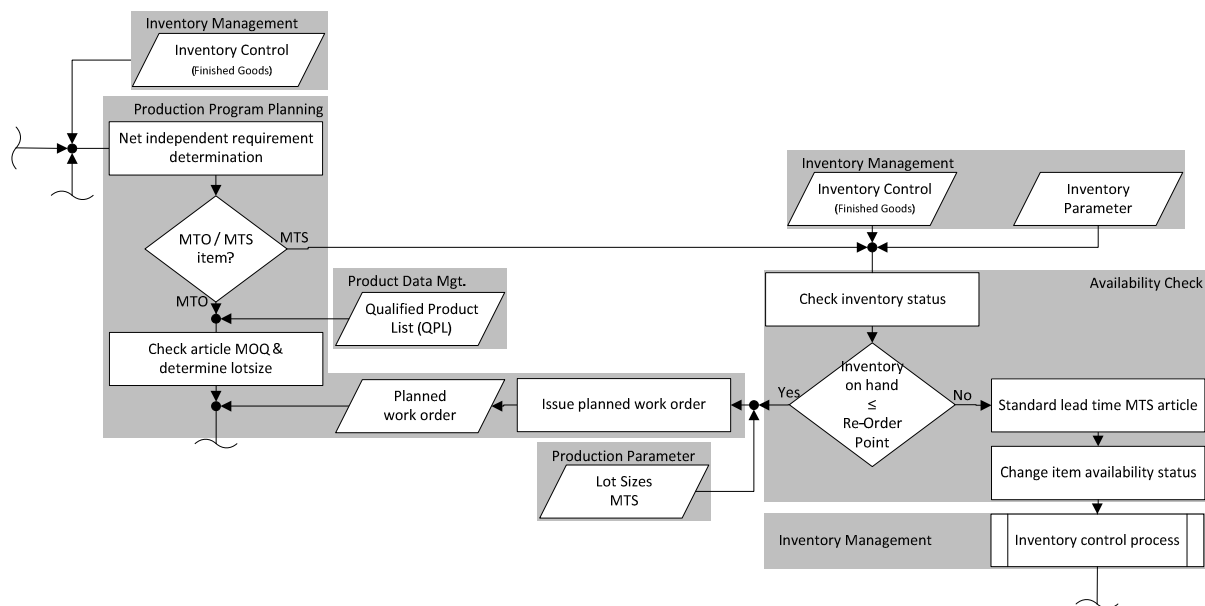 Inventory Management
Inventory Control
(Finished Goods)
Production Program Planning
Net independent requirement
determination
MTO / MTS
item?
MTS
MTO
Product Data Mgt.
Qualified Product
List (QPL)
Check article MOQ &
determine lotsize
Planned
work order
Issue planned work order
Production Parameter
Lot Sizes
MTS
Inventory Management
Inventory Control
(Finished Goods)
Inventory
Parameter
Availability Check
Check inventory status
Inventory
on hand
≤
Re-Order
Point
Yes
No
Standard lead time MTS article
Change item availability status
Inventory Management
Inventory control process